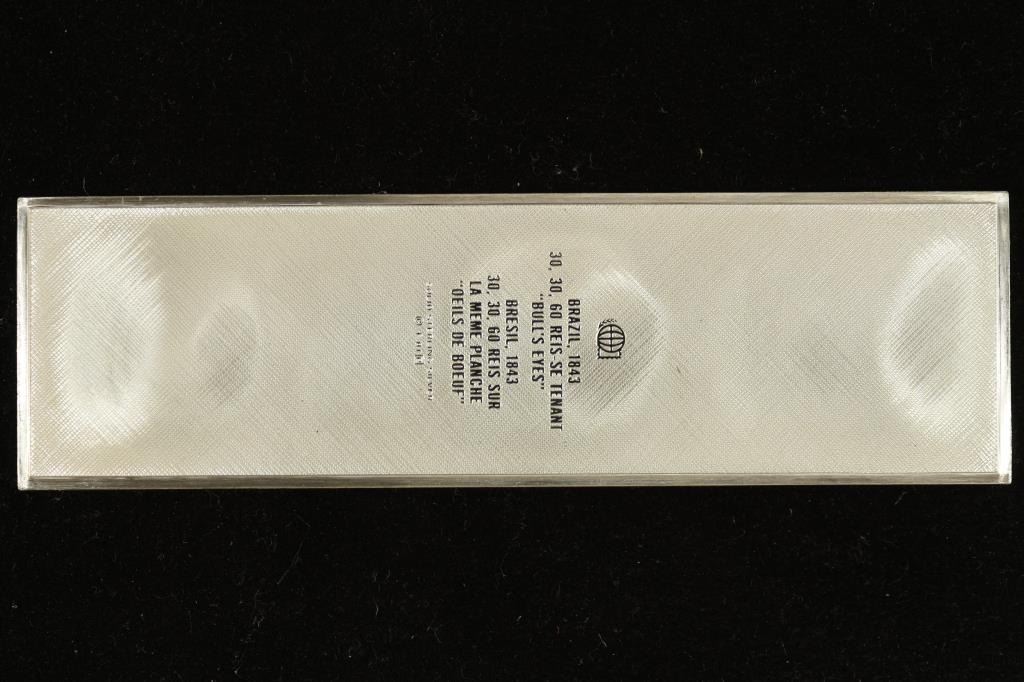 BRAZIL, 1843
30, 30, 60 REIS-SE TENANT
"BULL'S EYES"
BRESIL, 1843
30, 30, 60 REIS SUR
LA MEME PLANCHE
"OEILS DE BOEUF"